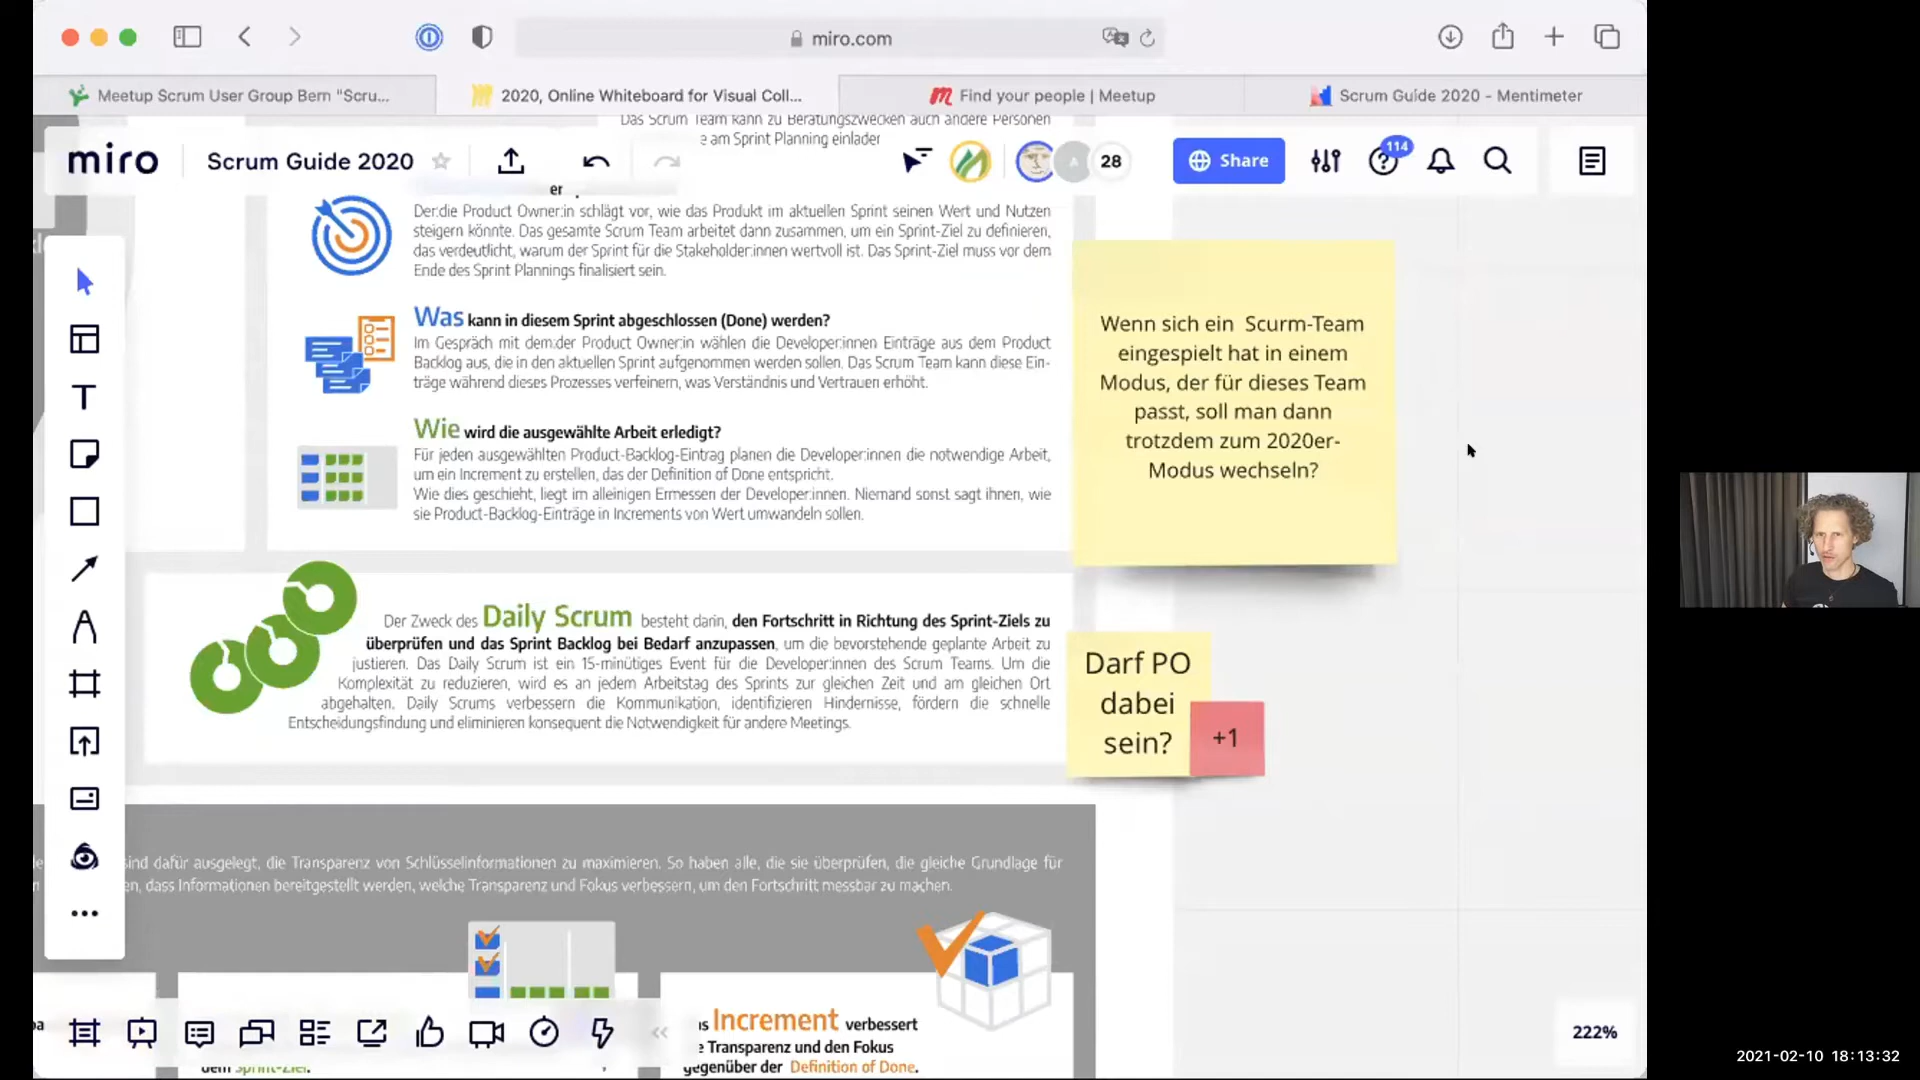 miro.com
Meetup Scrum User Group Bern "Scru...
2020, Online Whiteboard for Visual Coll...
Find your people | Meetup
Scrum Guide 2020 - Mentimeter
Das Scrum Team kann zu Beratungszwecken auch andere Personen
e am Sprint Planning einladen
miro
Scrum Guide 2020
A
28
Share
114
er
Der:die Product Owner:in schlägt vor, wie das Produkt im aktuellen Sprint seinen Wert und Nutzen
steigern könnte. Das gesamte Scrum Team arbeitet dann zusammen, um ein Sprint-Ziel zu definieren,
das verdeutlicht, warum der Sprint für die Stakeholder:innen wertvoll ist. Das Sprint-Ziel muss vor dem
Ende des Sprint Plannings finalisiert sein.
Was kann in diesem Sprint abgeschlossen (Done) werden?
Im Gespräch mit dem:der Product Owner:in wählen die Developer:innen Einträge aus dem Product
Backlog aus, die in den aktuellen Sprint aufgenommen werden sollen. Das Scrum Team kann diese Ein-
träge während dieses Prozesses verfeinern, was Verständnis und Vertrauen erhöht.
Wie wird die ausgewählte Arbeit erledigt?
Für jeden ausgewählten Product-Backlog-Eintrag planen die Developer:innen die notwendige Arbeit,
um ein Increment zu erstellen, das der Definition of Done entspricht.
Wie dies geschieht, liegt im alleinigen Ermessen der Developer:innen. Niemand sonst sagt ihnen, wie
sie Product-Backlog-Einträge in Increments von Wert umwandeln sollen.
Wenn sich ein Scurm-Team
eingespielt hat in einem
Modus, der für dieses Team
passt, soll man dann
trotzdem zum 2020er-
Modus wechseln?
Der Zweck des Daily Scrum besteht darin, den Fortschritt in Richtung des Sprint-Ziels zu
überprüfen und das Sprint Backlog bei Bedarf anzupassen, um die bevorstehende geplante Arbeit zu
justieren. Das Daily Scrum ist ein 15-minütiges Event für die Developer:innen des Scrum Teams. Um die
Komplexität zu reduzieren, wird es an jedem Arbeitstag des Sprints zur gleichen Zeit und am gleichen Ort
abgehalten. Daily Scrums verbessern die Kommunikation, identifizieren Hindernisse, fördern die schnelle
Entscheidungsfindung und eliminieren konsequent die Notwendigkeit für andere Meetings.
Darf PO
dabei
sein?
+1
sind dafür ausgelegt, die Transparenz von Schlüsselinformationen zu maximieren. So haben alle, die sie überprüfen, die gleiche Grundlage für
en, dass Informationen bereitgestellt werden, welche Transparenz und Fokus verbessern, um den Fortschritt messbar zu machen.
Increment verbessert
e Transparenz und den Fokus
gegenüber der Definition of Done.
dem Sprint-Ziel.
222%
2021-02-10 18:13:32